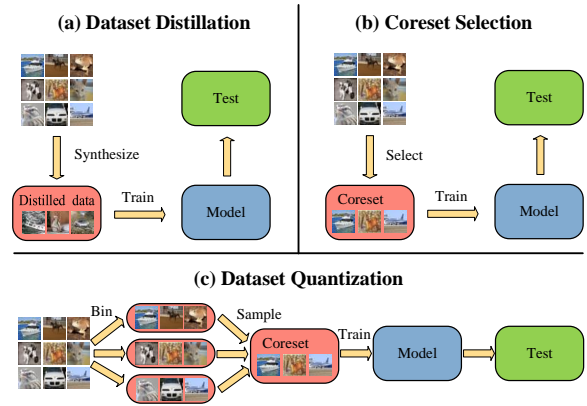 (a) Dataset Distillation
Test
Synthesize
Distilled data
Train
Model
(b) Coreset Selection
Test
Select
Coreset
Train
Model
(c) Dataset Quantization
Bin
Sample
Coreset
Train
Model
Test